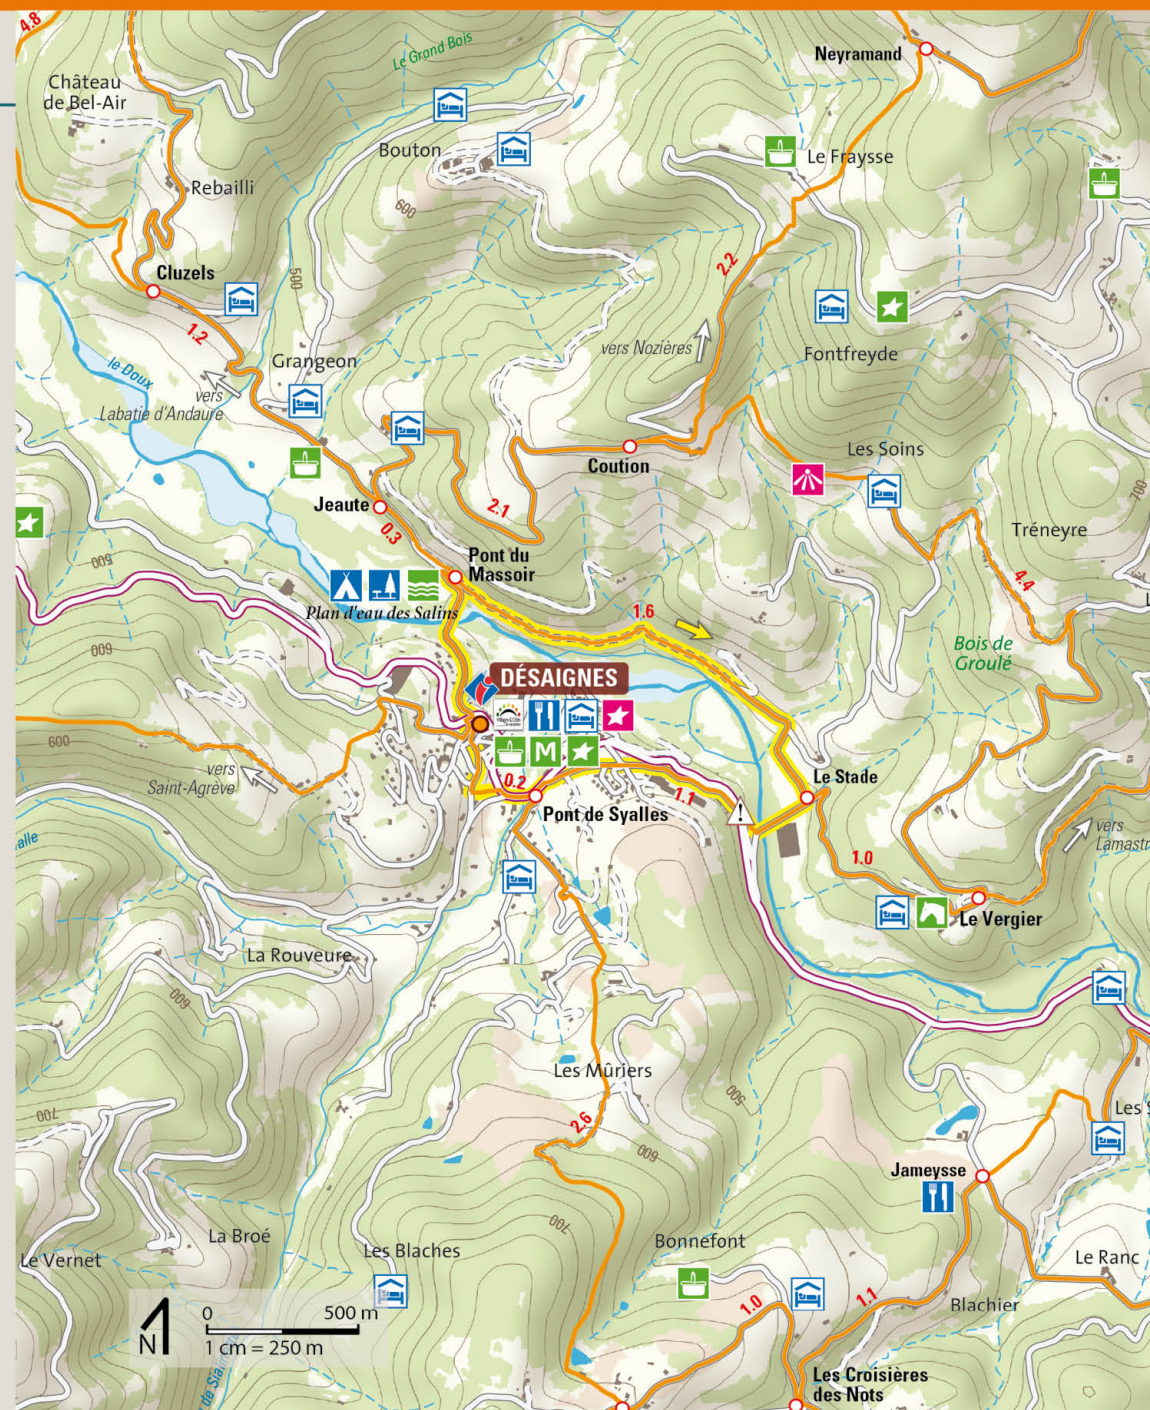 4.8
Le Grand Bois
Neyramand
Château
de Bel-Air
Bouton
Le Fraysse
Rebailli
600
Cluzels
500
2.2
1.2
vers Nozières
Fontfreyde
Grangeon
le Doux
vers
Labatie d'Andaure
Les Soins
Coution
700
Jeaute
2.1
0.3
Tréneyre
500
Pont du
Massoir
4.4
Plan d'eau des Salins
1.6
600
Bois de
Groulé
DÉSAIGNES
600
M
vers
Saint-Agrève
0.2
Le Stade
1.1
!
Pont de Syalles
vers
Lamastr
alle
1.0
Le Vergier
La Rouveure
600
Les Mûriers
500
700
2.6
600
Les S
Jameysse
700
La Broé
Bonnefont
Le Vernet
Les Blaches
Le Ranc
1.0
1.1
Blachier
0 500 m
N
1 cm = 250 m
Les Croisières
des Nots